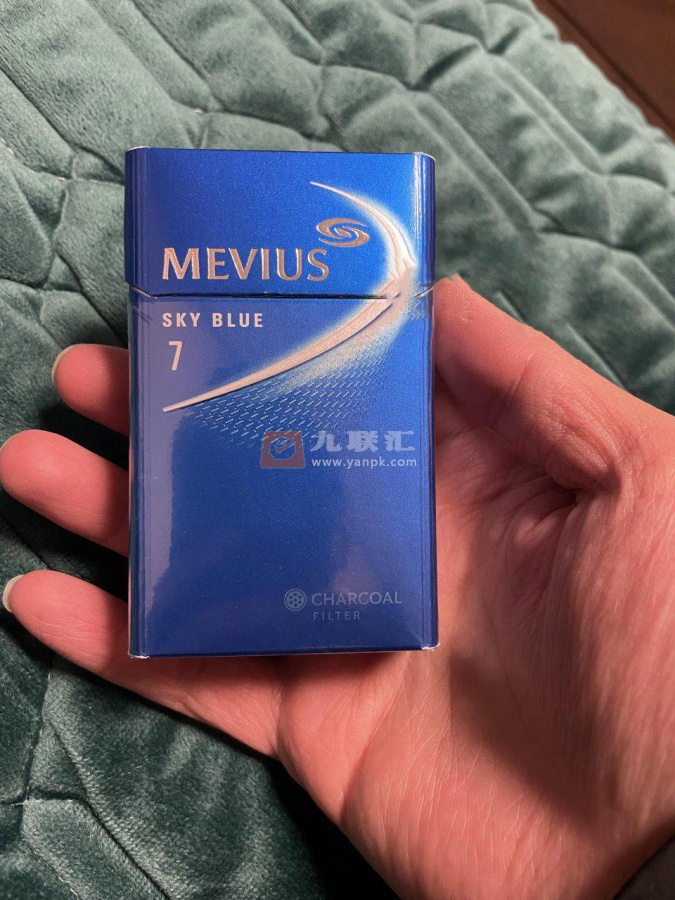 MEVIUS
SKY BLUE
7
九联汇
www.yanpk.com
CHARCOAL
FILTER